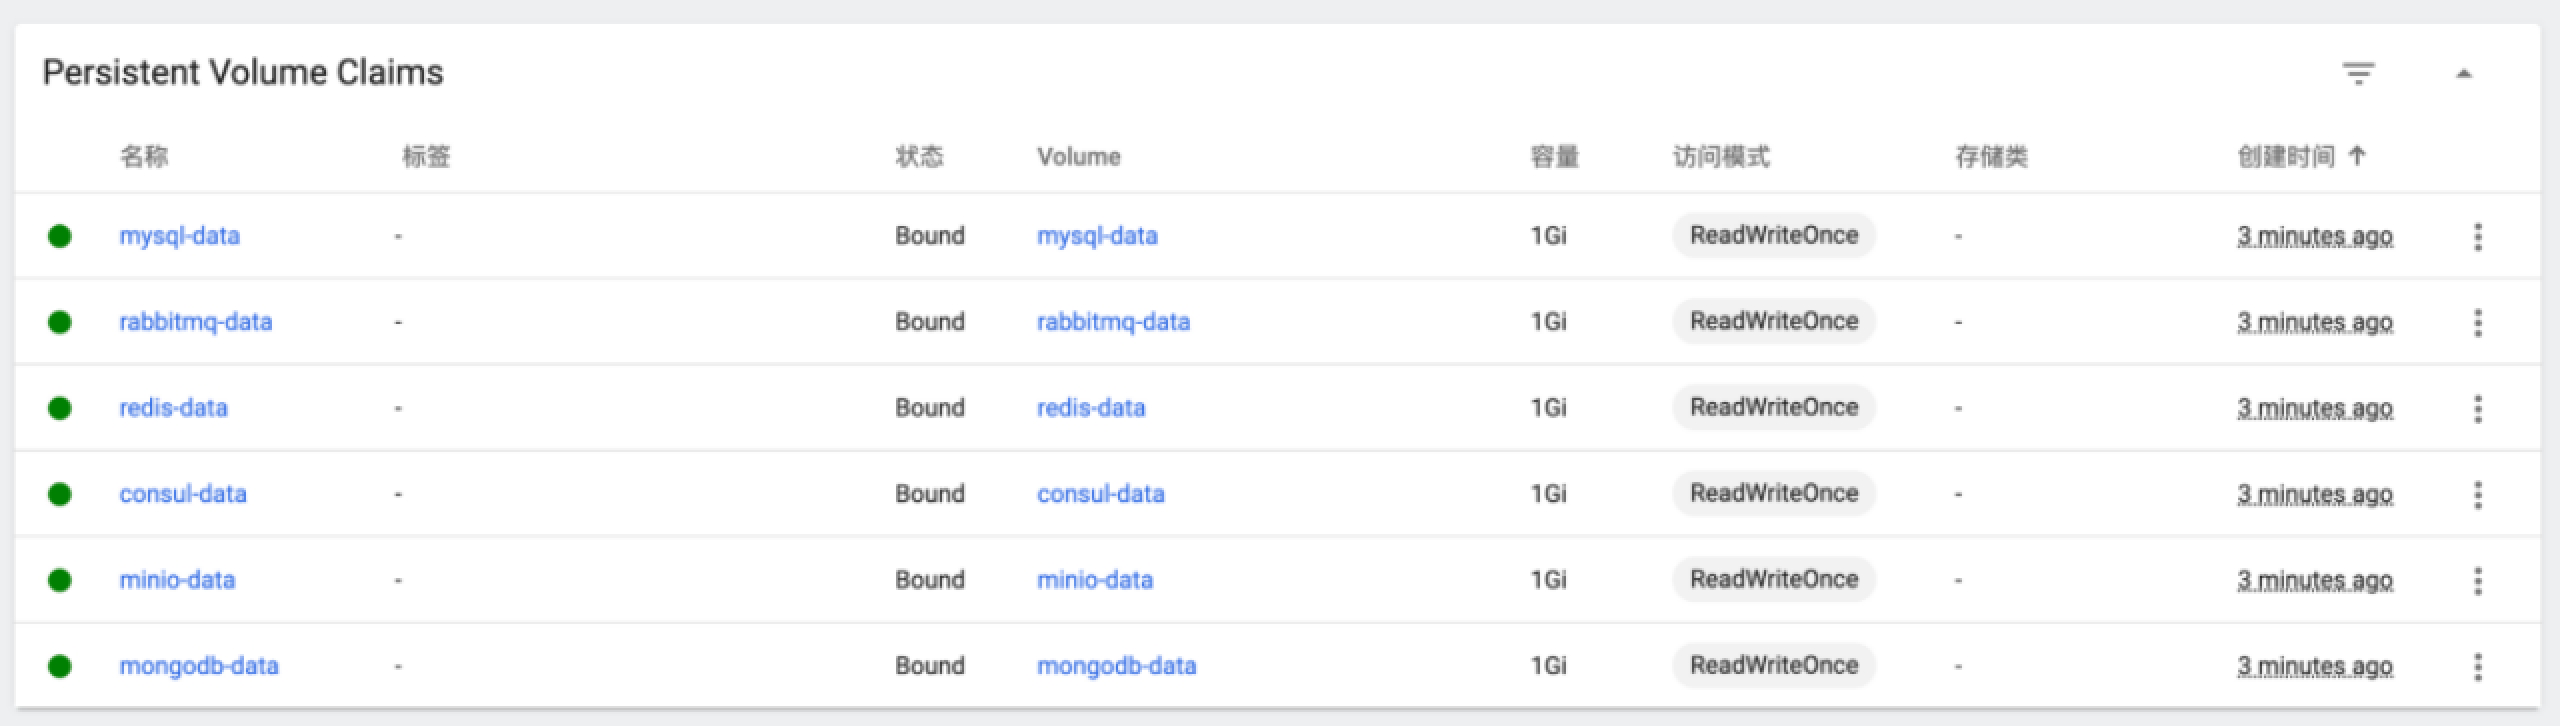 Persistent Volume Claims
名称 标签 状态 Volume 容量 访问模式 存储类 创建时间 ↑
mysql-data - Bound mysql-data 1Gi ReadWriteOnce - 3 minutes ago
rabbitmq-data - Bound rabbitmq-data 1Gi ReadWriteOnce - 3 minutes ago
redis-data - Bound redis-data 1Gi ReadWriteOnce - 3 minutes ago
consul-data - Bound consul-data 1Gi ReadWriteOnce - 3 minutes ago
minio-data - Bound minio-data 1Gi ReadWriteOnce - 3 minutes ago
mongodb-data - Bound mongodb-data 1Gi ReadWriteOnce - 3 minutes ago